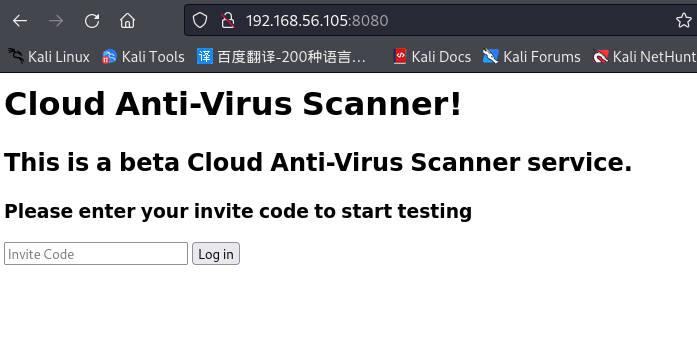 192.168.56.105:8080
Kali Linux Kali Tools 译 百度翻译-200种语言... Kali Docs Kali Forums Kali NetHunt
Cloud Anti-Virus Scanner!
This is a beta Cloud Anti-Virus Scanner service.
Please enter your invite code to start testing
Invite Code Log in